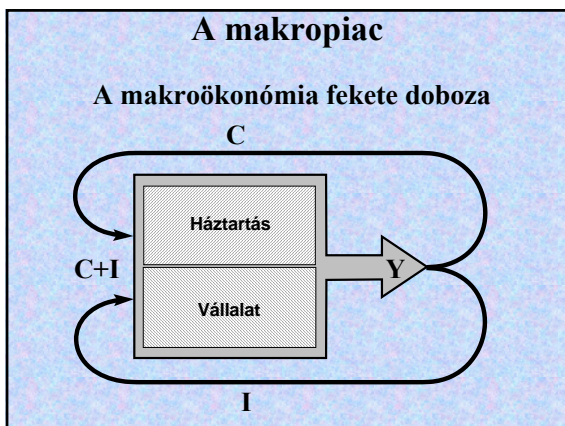 A makropiac
A makroökonómia fekete doboza
C
Háztartás
C+I
Y
Vállalat
I